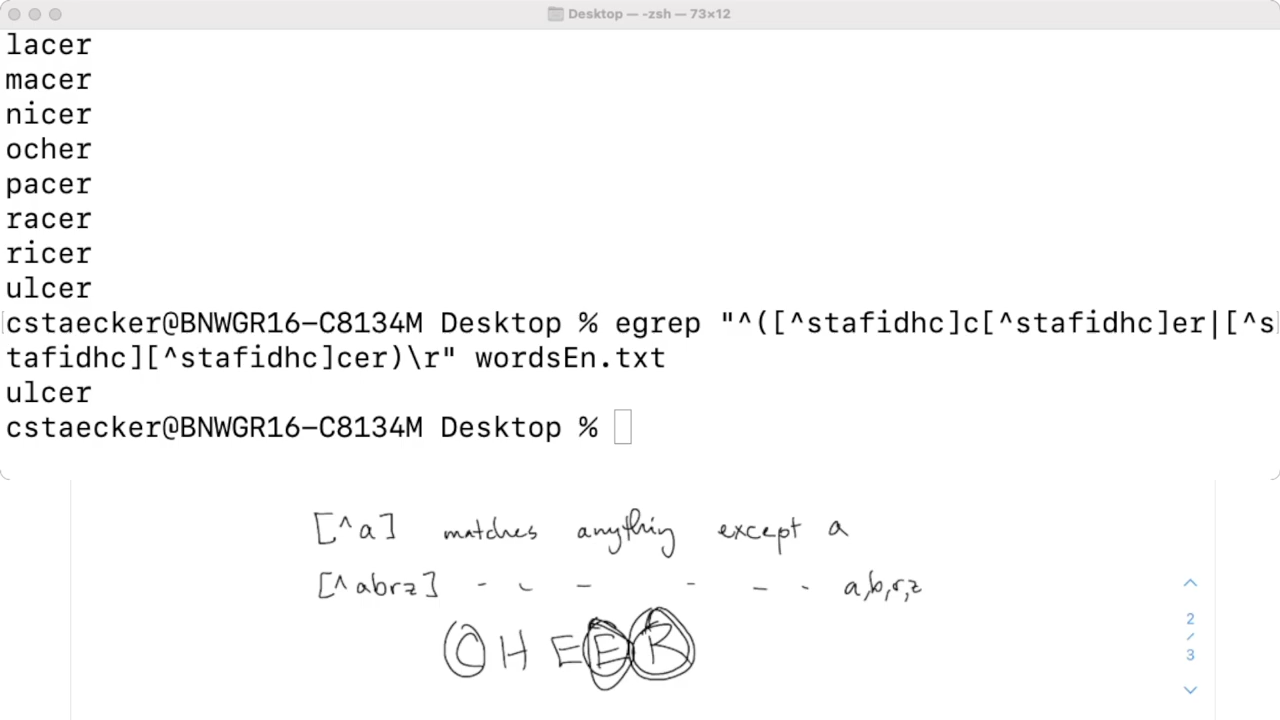 Desktop — -zsh — 73×12
lacer
macer
nicer
ocher
pacer
racer
ricer
ulcer
cstaecker@BNWGR16-C8134M Desktop % egrep "^([^stafidhc]c[^stafidhc]er|[^s
tafidhc][^stafidhc]cer)\r" wordsEn.txt
ulcer
cstaecker@BNWGR16-C8134M Desktop %
[^a] matches anything except a
[^abrz] - - - - - - a,b,r,z
CHEER
2
/
3